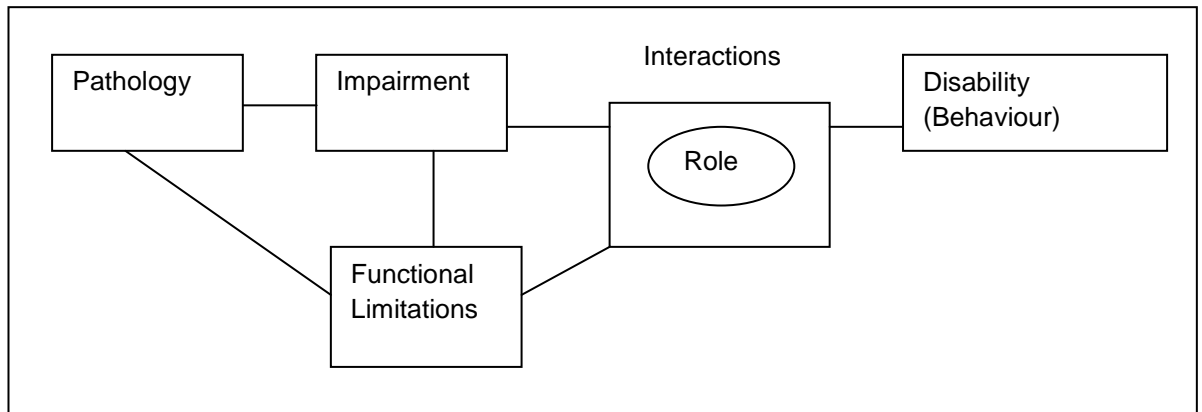 Interactions
Pathology
Impairment
Disability
(Behaviour)
Role
Functional
Limitations